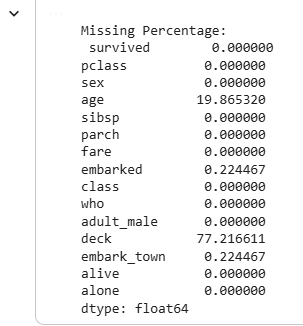 Missing Percentage:
survived 0.000000
pclass 0.000000
sex 0.000000
age 19.865320
sibsp 0.000000
parch 0.000000
fare 0.000000
embarked 0.224467
class 0.000000
who 0.000000
adult_male 0.000000
deck 77.216611
embark_town 0.224467
alive 0.000000
alone 0.000000
dtype: float64